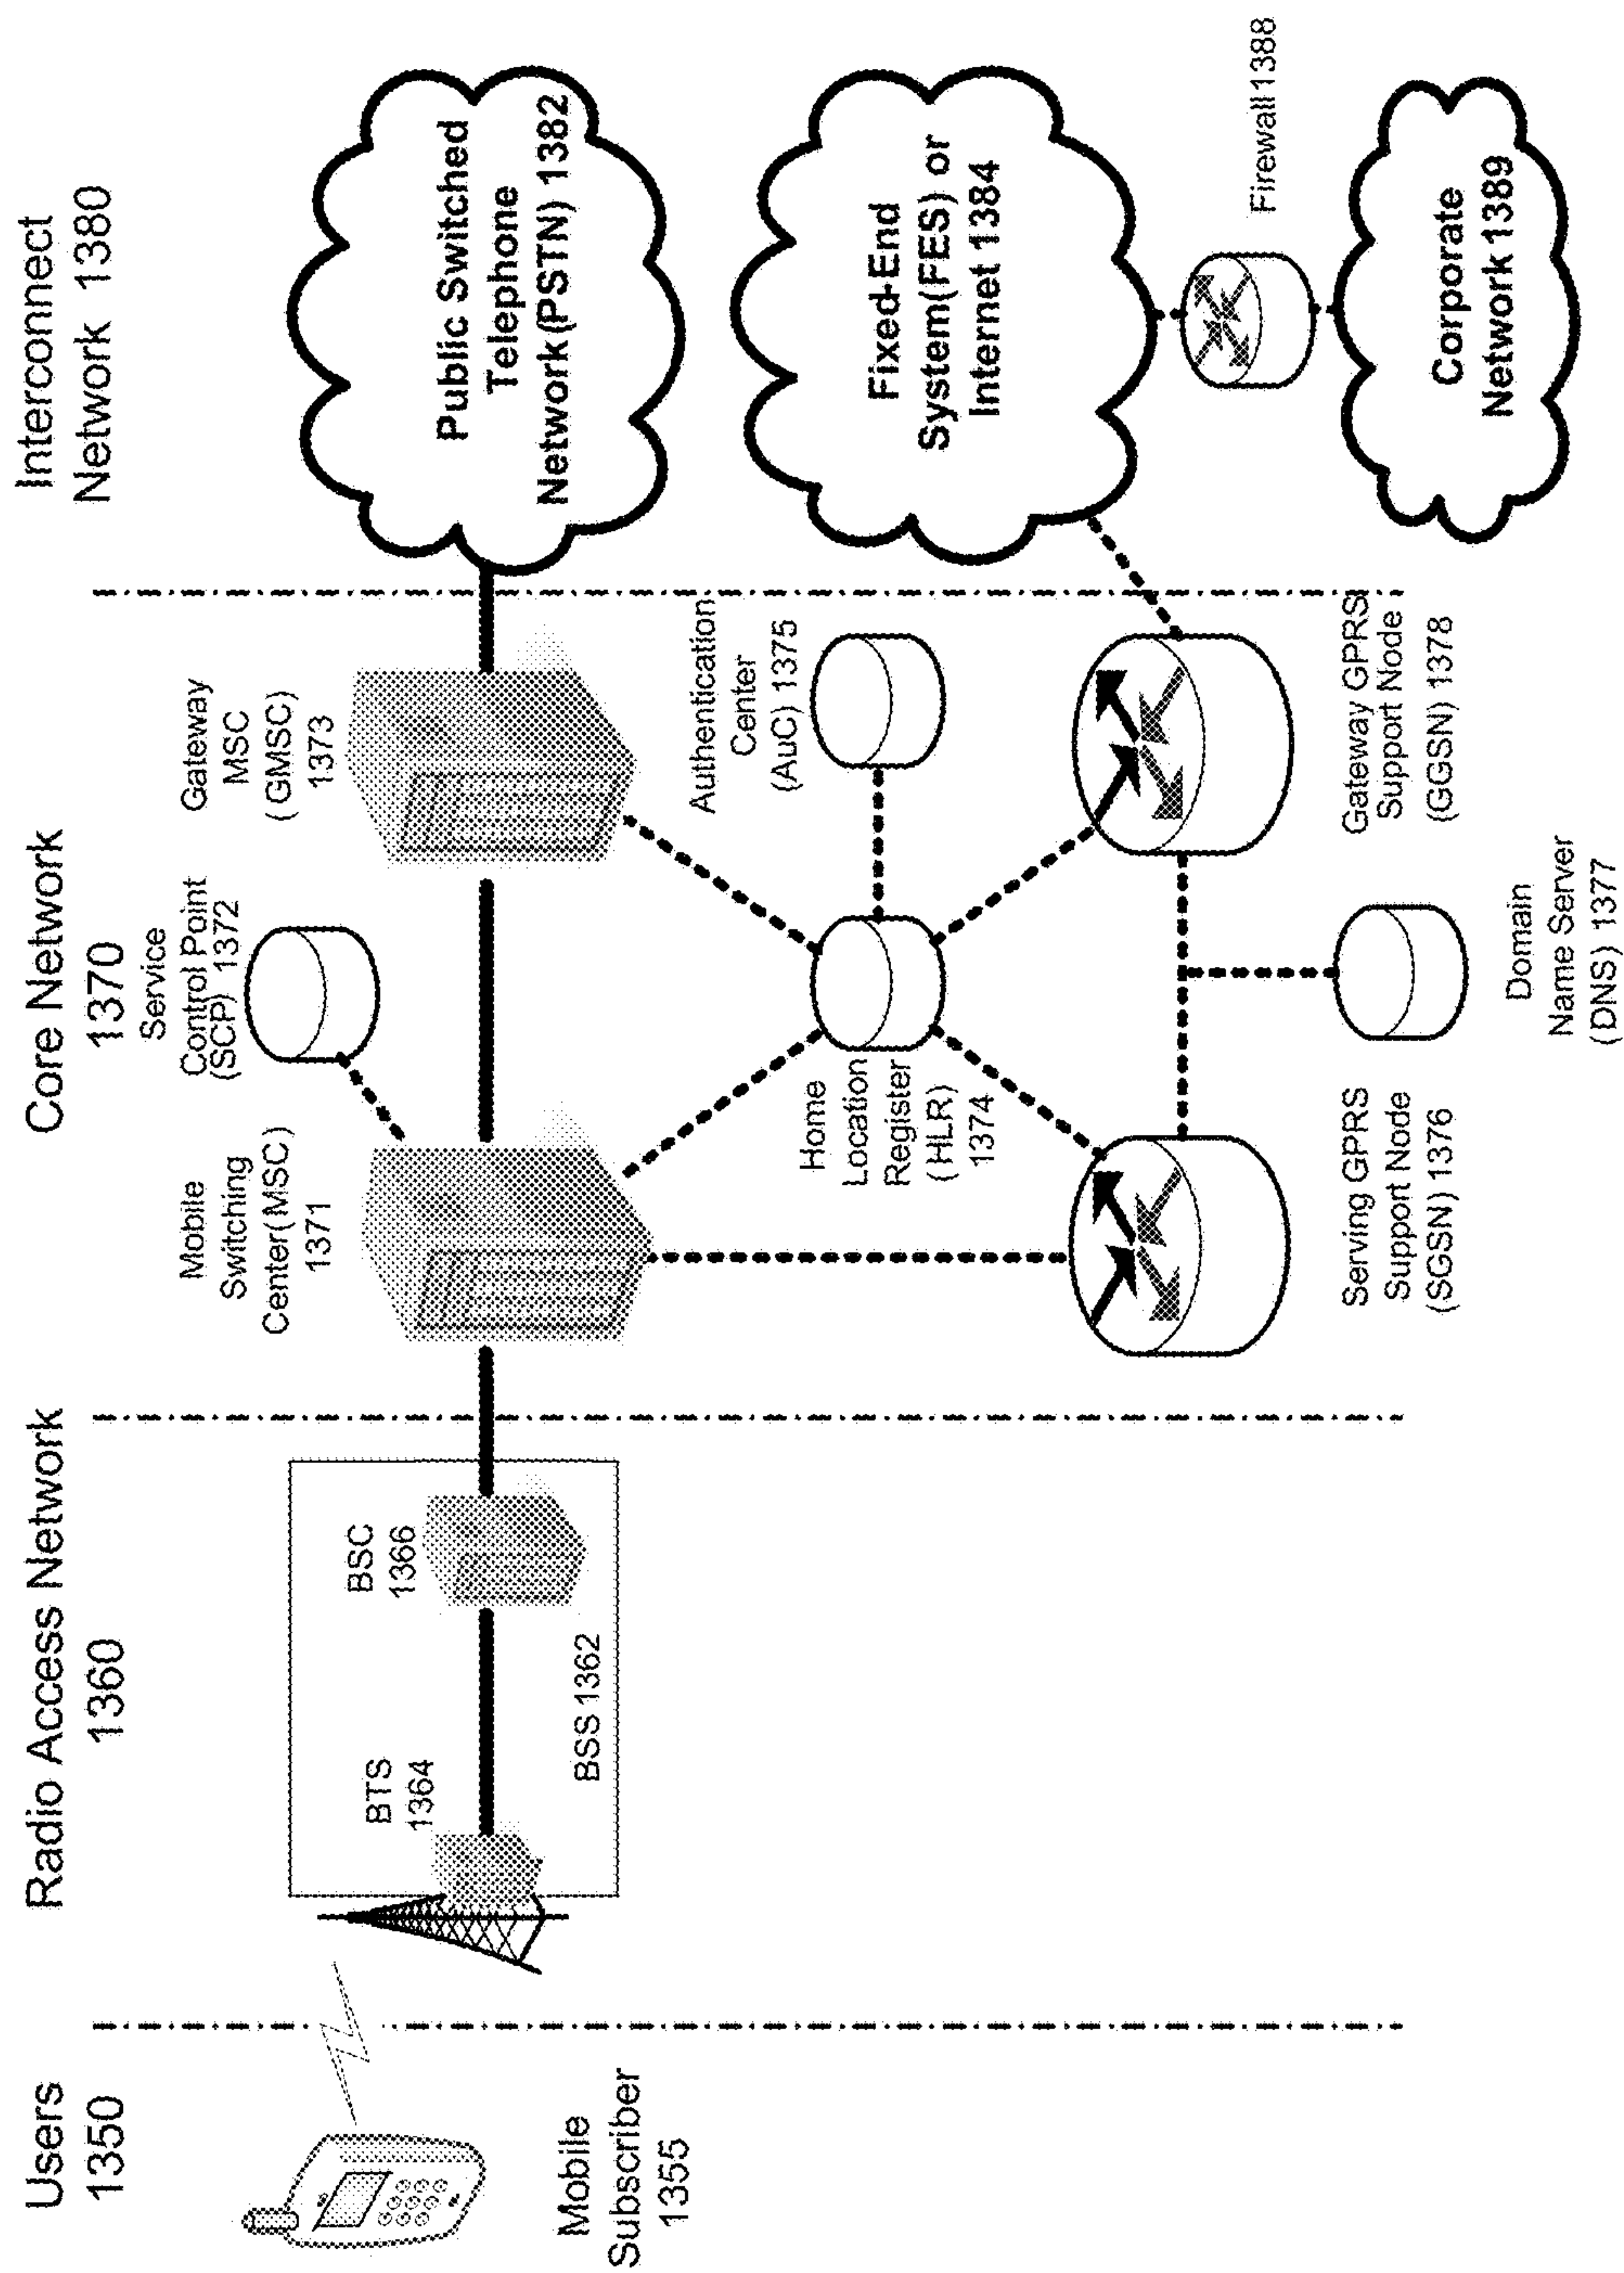 Users
1350
Radio Access Network
1360
Core Network
1370
Interconnect
Network 1380
Mobile
Subscriber
1355
BTS
1364
BSC
1366
BSS 1362
Mobile
Switching
Center(MSC)
1371
Service
Control Point
(SCP) 1372
Gateway
MSC
(GMSC)
1373
Home
Location
Register
(HLR)
1374
Authentication
Center
(AuC) 1375
Serving GPRS
Support Node
(SGSN) 1376
Domain
Name Server
(DNS) 1377
Gateway GPRS
Support Node
(GGSN) 1378
Public Switched
Telephone
Network(PSTN) 1382
Fixed-End
System(FES) or
Internet 1384
Firewall 1388
Corporate
Network 1389